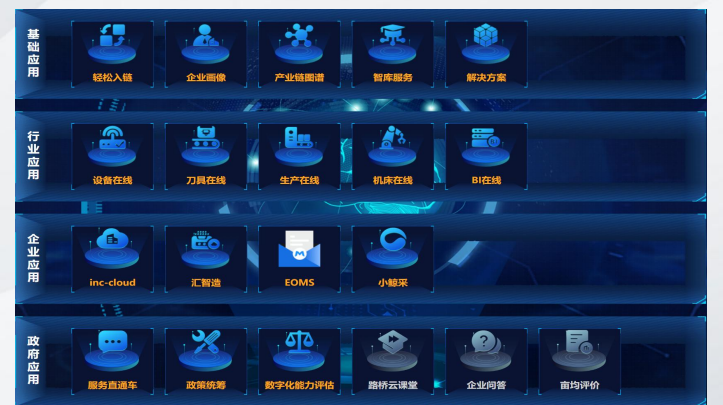 基础应用
轻松入链
企业画像
产业链图谱
智库服务
解决方案
行业应用
设备在线
刀具在线
生产在线
机床在线
BI在线
企业应用
inc-cloud
汇智造
EOMS
小鲸采
政府应用
服务直通车
政策统筹
数字化能力评估
路桥云课堂
企业问答
亩均评价